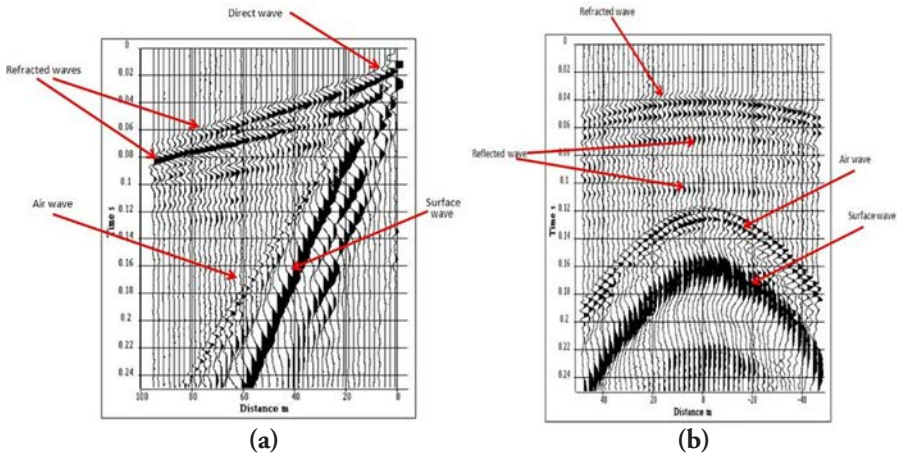 Direct wave
Refracted waves
Air wave
Surface
wave
0
0.02
0.04
0.06
0.08
0.1
0.12
0.14
0.16
0.18
0.2
0.22
0.24
Time s
100
80
60
40
20
0
Distance m
(a)
Refracted wave
Reflected wave
Air wave
Surface wave
0
0.02
0.04
0.06
0.08
0.1
0.12
0.14
0.16
0.18
0.2
0.22
0.24
Time s
40
20
0
-20
-40
Distance m
(b)